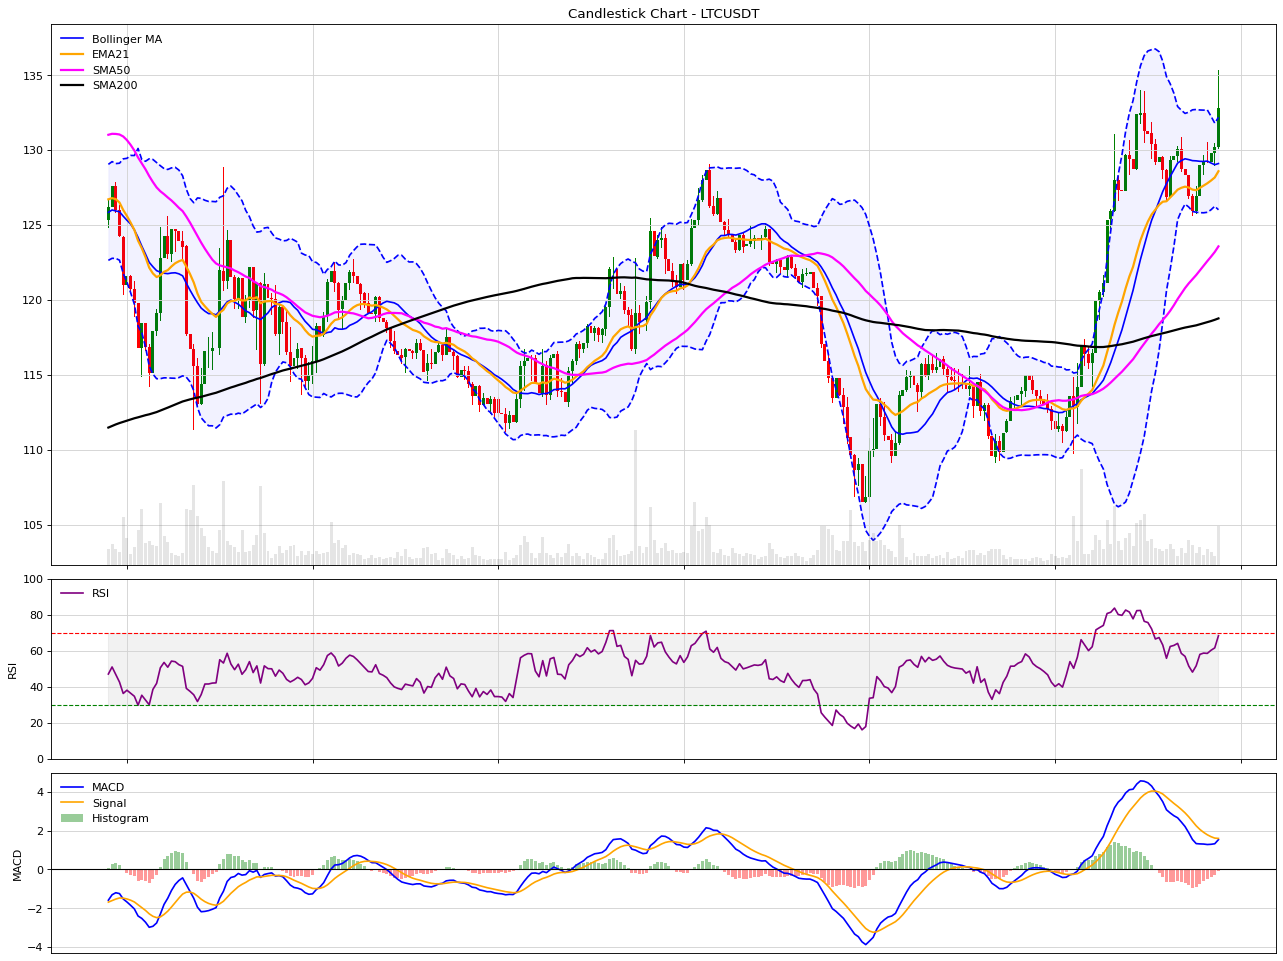 Candlestick Chart - LTCUSDT
Bollinger MA
EMA21
SMA50
SMA200
135
130
125
120
115
110
105
RSI
100
80
60
40
20
0
RSI
MACD
Signal
Histogram
4
2
0
−2
−4
MACD